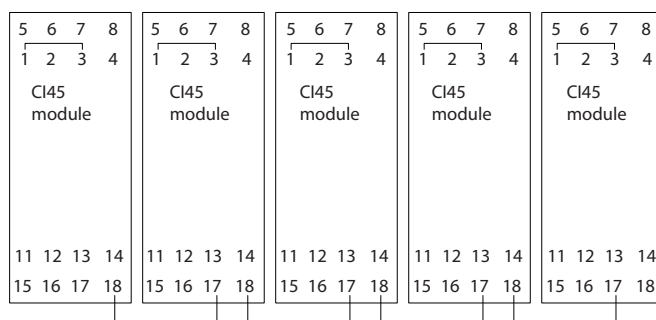 5 6 7 8 5 6 7 8 5 6 7 8 5 6 7 8 5 6 7 8
1 2 3 4 1 2 3 4 1 2 3 4 1 2 3 4 1 2 3 4
CI45 CI45 CI45 CI45 CI45
module module module module module
11 12 13 14 11 12 13 14 11 12 13 14 11 12 13 14 11 12 13 14
15 16 17 18 15 16 17 18 15 16 17 18 15 16 17 18 15 16 17 18